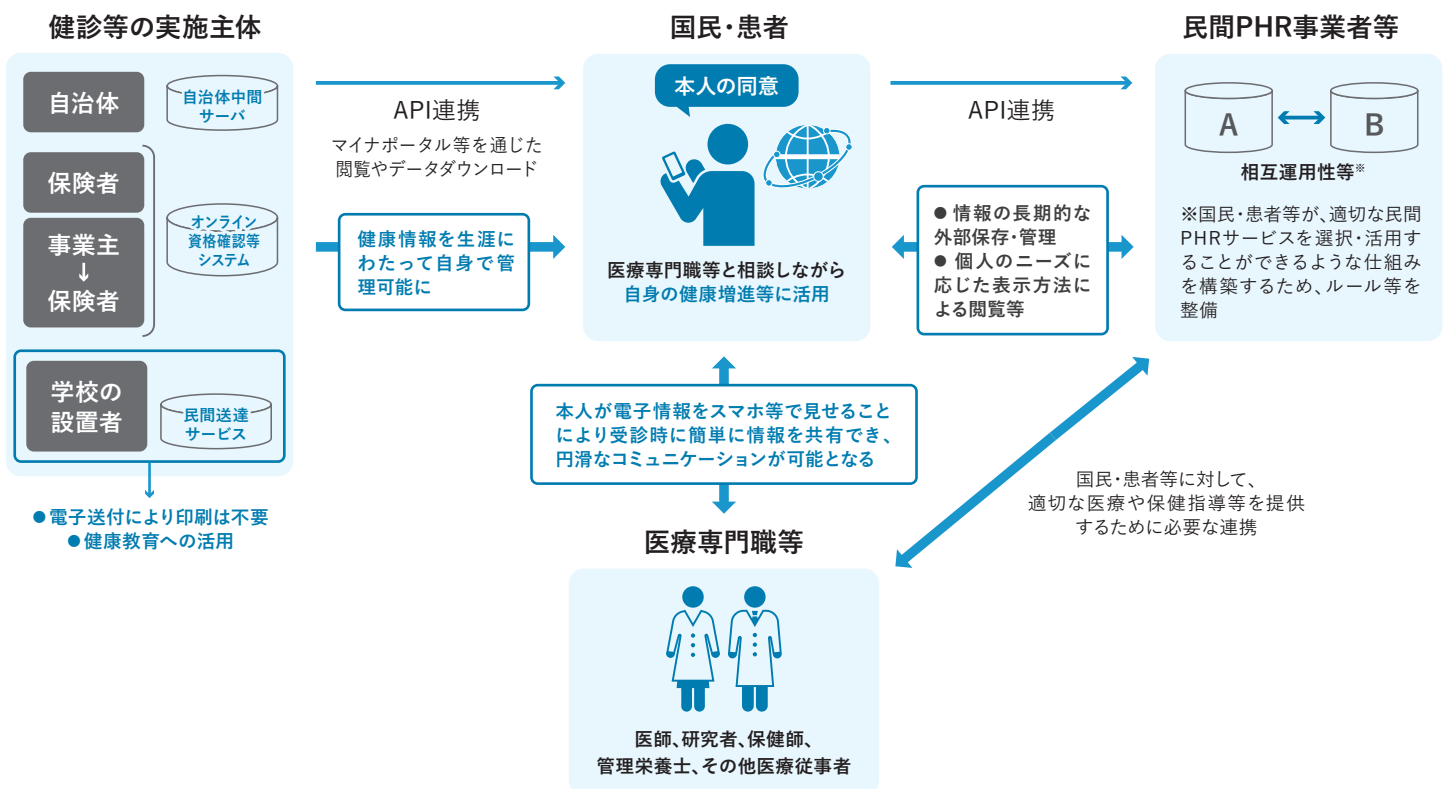 健診等の実施主体
自治体
自治体中間
サーバ
保険者
事業主
↓
保険者
オンライン
資格確認等
システム
学校の
設置者
民間送達
サービス
●電子送付により印刷は不要
●健康教育への活用
API連携
マイナポータル等を通じた
閲覧やデータダウンロード
健康情報を生涯に
わたって自身で管
理可能に
国民・患者
本人の同意
医療専門職等と相談しながら
自身の健康増進等に活用
API連携
● 情報の長期的な
外部保存・管理
● 個人のニーズに
応じた表示方法に
よる閲覧等
民間PHR事業者等
A
B
相互運用性等※
※国民・患者等が、適切な民間
PHRサービスを選択・活用す
ることができるような仕組み
を構築するため、ルール等を
整備
本人が電子情報をスマホ等で見せること
により受診時に簡単に情報を共有でき、
円滑なコミュニケーションが可能となる
国民・患者等に対して、
適切な医療や保健指導等を提供
するために必要な連携
医療専門職等
医師、研究者、保健師、
管理栄養士、その他医療従事者